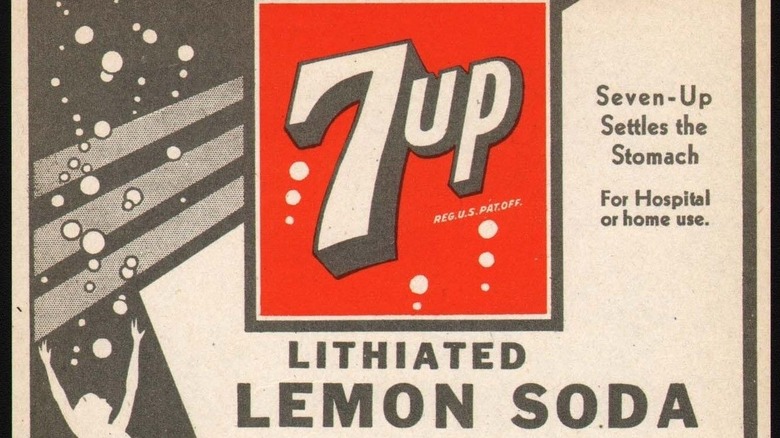 7up
REG.U.S.PAT.OFF.
Seven-Up
Settles the
Stomach
For Hospital
or home use.
LITHIATED
LEMON SODA